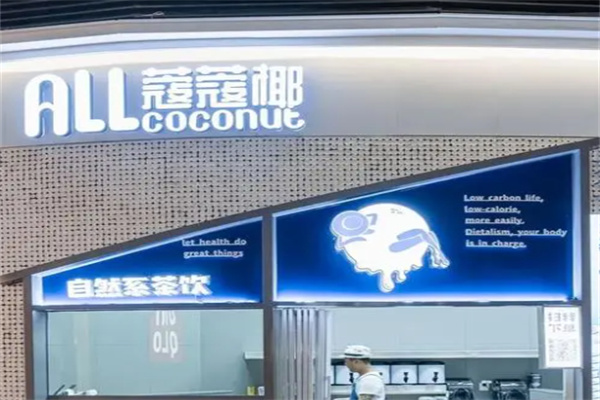 ALL 蔻蔻椰
coconut
Low carbon life,
low-calorie,
more easily.
Dietalism, your body
is in charge.
let health do
great things
自然系茶饮